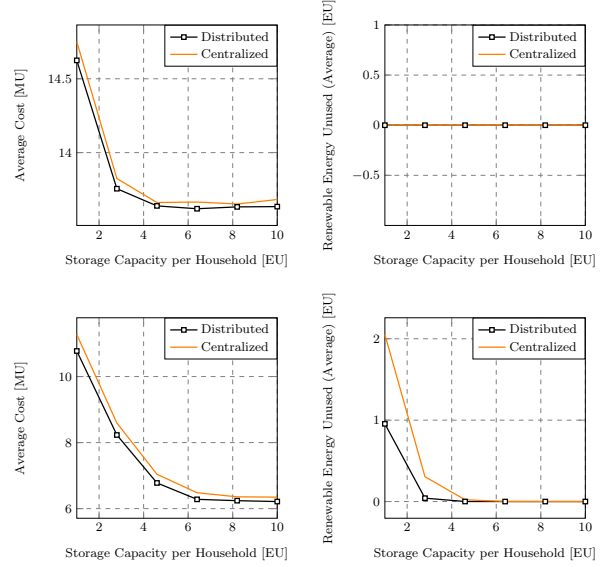 Distributed
Centralized
14.5
14
2 4 6 8 10
Average Cost [MU]
Storage Capacity per Household [EU]
Distributed
Centralized
1
0.5
0
−0.5
2 4 6 8 10
Renewable Energy Unused (Average) [EU]
Storage Capacity per Household [EU]
Distributed
Centralized
10
8
6
2 4 6 8 10
Average Cost [MU]
Storage Capacity per Household [EU]
Distributed
Centralized
2
1
0
2 4 6 8 10
Renewable Energy Unused (Average) [EU]
Storage Capacity per Household [EU]